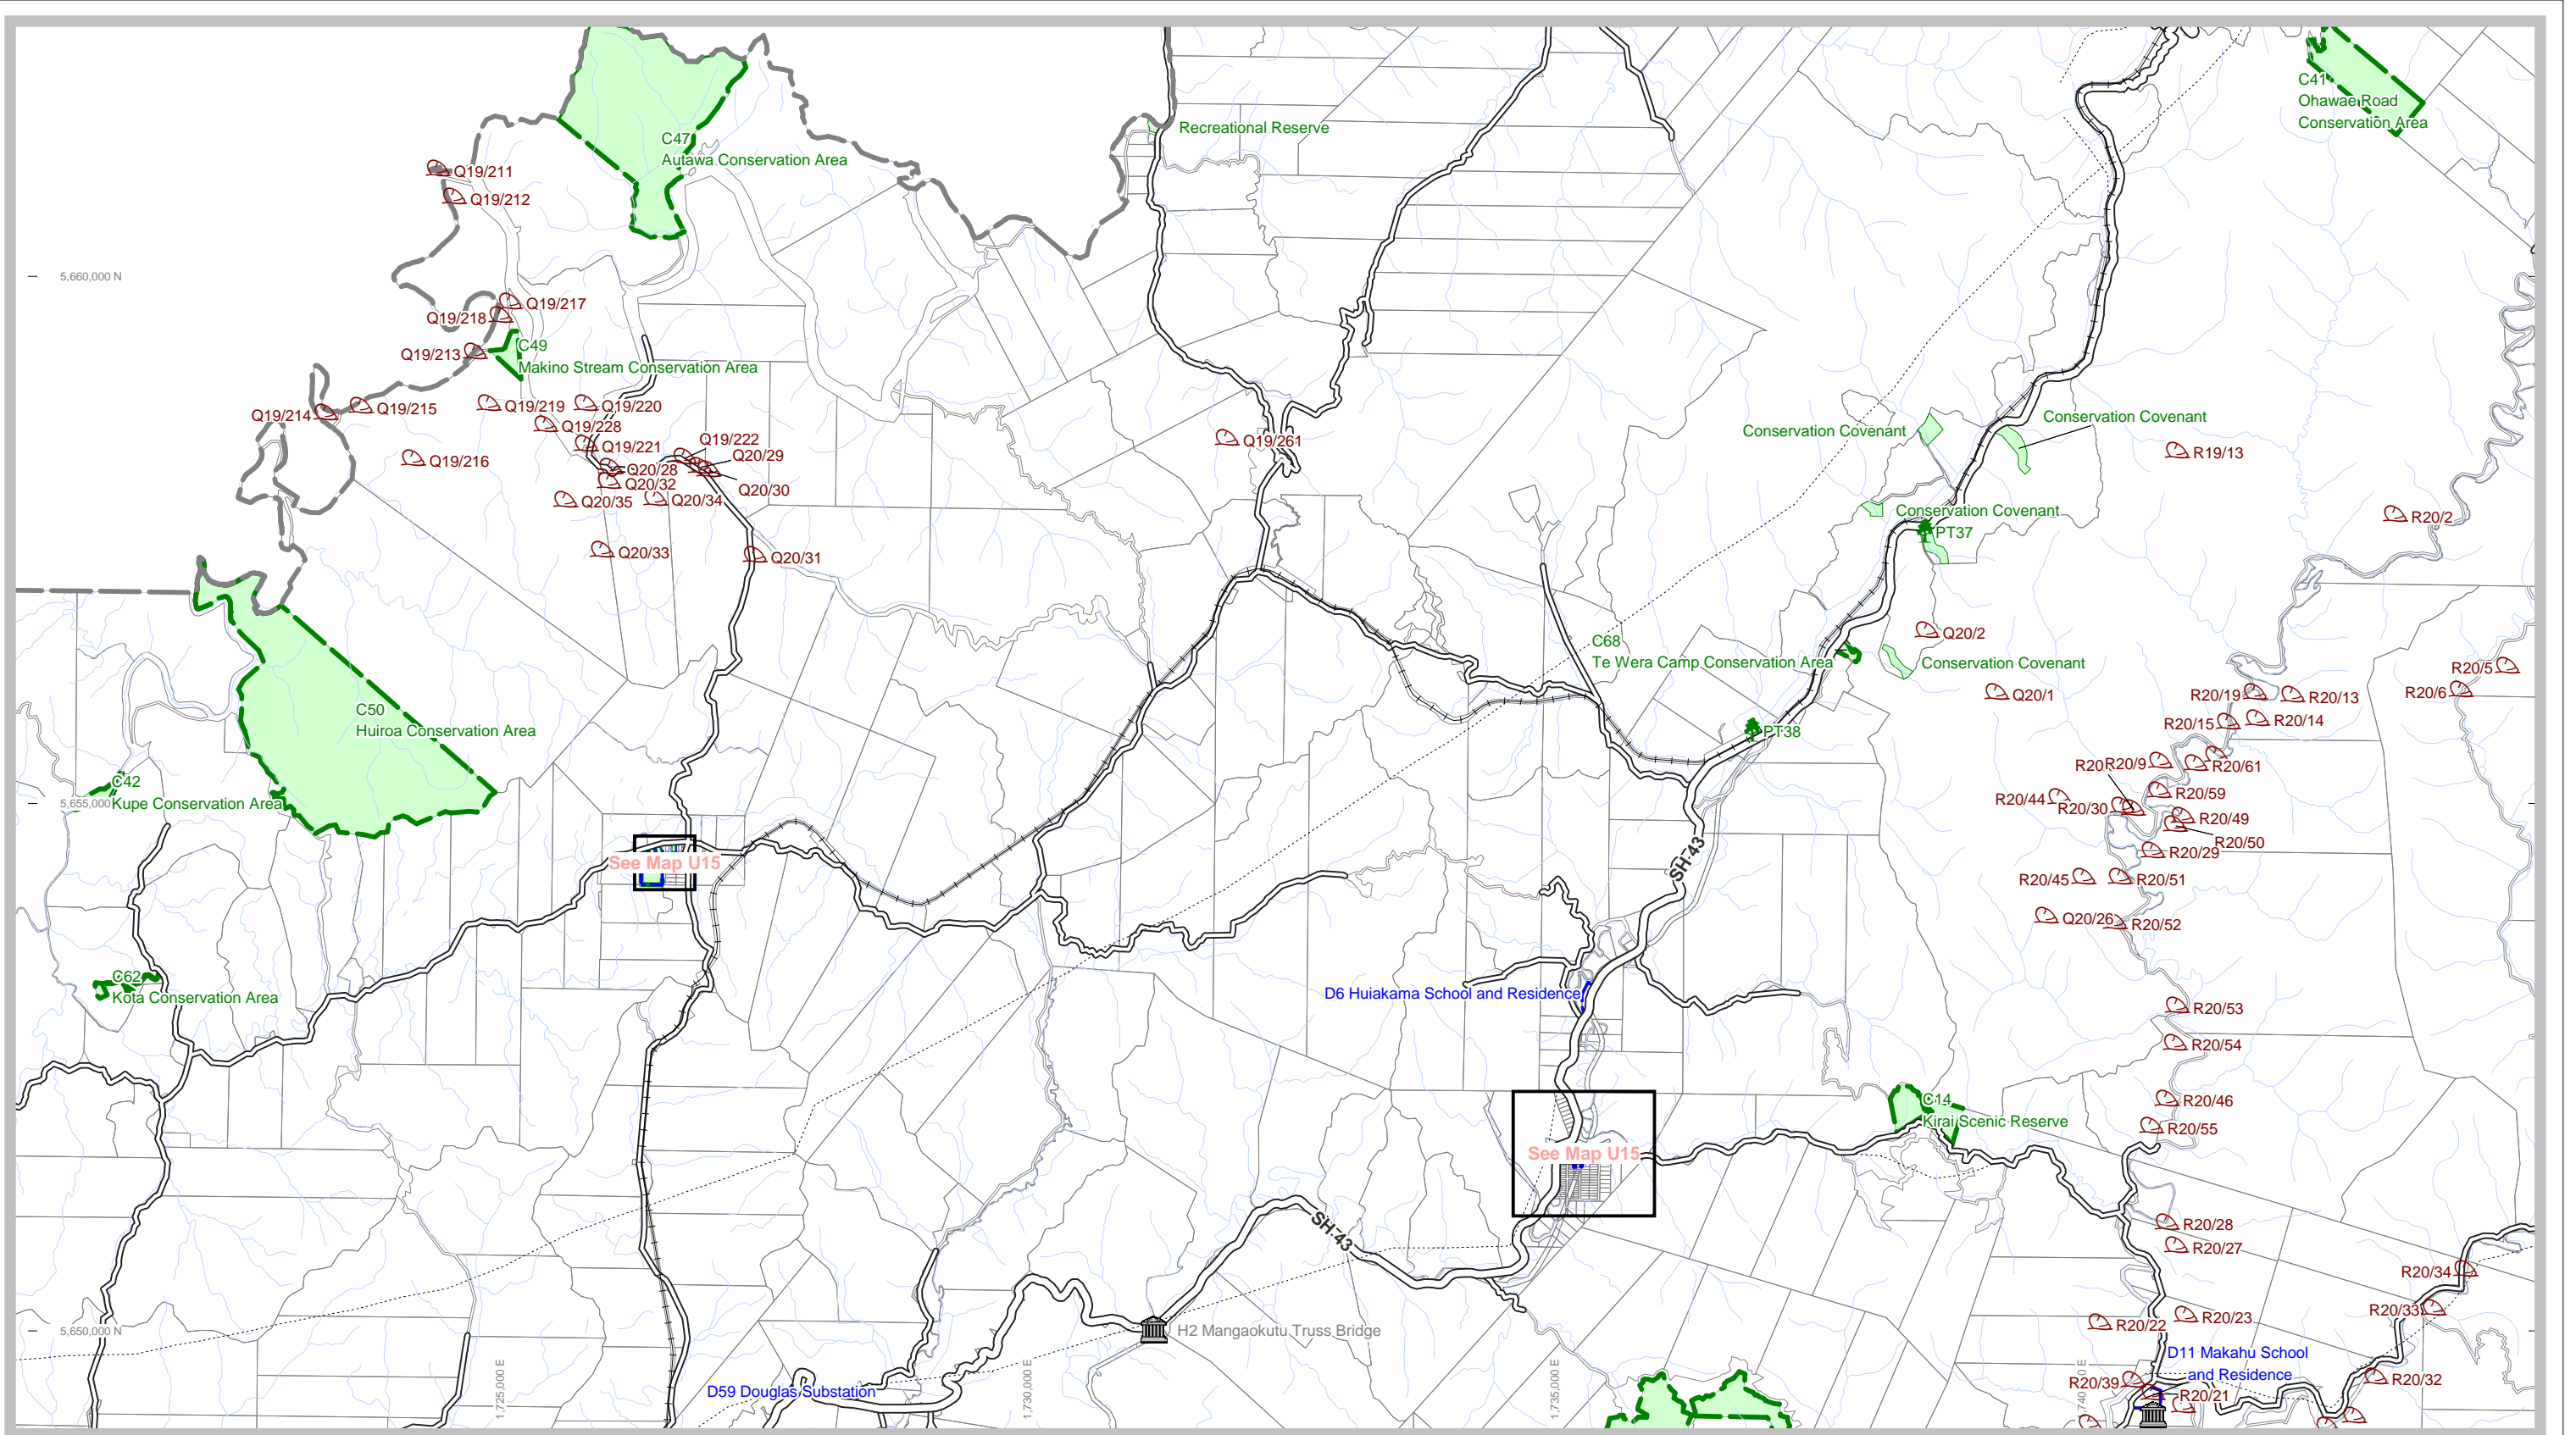 C41
Ohawae Road
Conservation Area
Recreational Reserve
C47
Autawa Conservation Area
Q19/211
Q19/212
5,660,000 N
Q19/217
Q19/218
C49
Q19/213
Makino Stream Conservation Area
Q19/214
Q19/215
Q19/219
Q19/220
Q19/228
Q19/221
Q19/222
Q19/216
Q20/28
Q20/29
Q20/32
Q20/30
Q20/35
Q20/34
Q20/33
Q20/31
Q19/261
Conservation Covenant
Conservation Covenant
R19/13
Conservation Covenant
PT37
R20/2
C68
Te Wera Camp Conservation Area
Q20/2
Conservation Covenant
Q20/1
R20/5
R20/6
R20/19
R20/13
R20/15
R20/14
C50
Huiroa Conservation Area
PT38
R20/9
R20/61
C42
Kupe Conservation Area
5,655,000
R20/44
R20/30
R20/59
R20/49
R20/50
R20/29
See Map U15
SH 43
R20/45
R20/51
Q20/26
R20/52
C62
Kota Conservation Area
D6 Huiakama School and Residence
R20/53
R20/54
C14
Kirai Scenic Reserve
R20/46
R20/55
See Map U15
SH 43
R20/28
R20/27
R20/34
R20/33
R20/22
R20/23
5,650,000 N
H2 Mangaokutu Truss Bridge
D11 Makahu School
and Residence
R20/39
R20/21
R20/32
D59 Douglas Substation
1,725,000 E
1,730,000 E
1,735,000 E